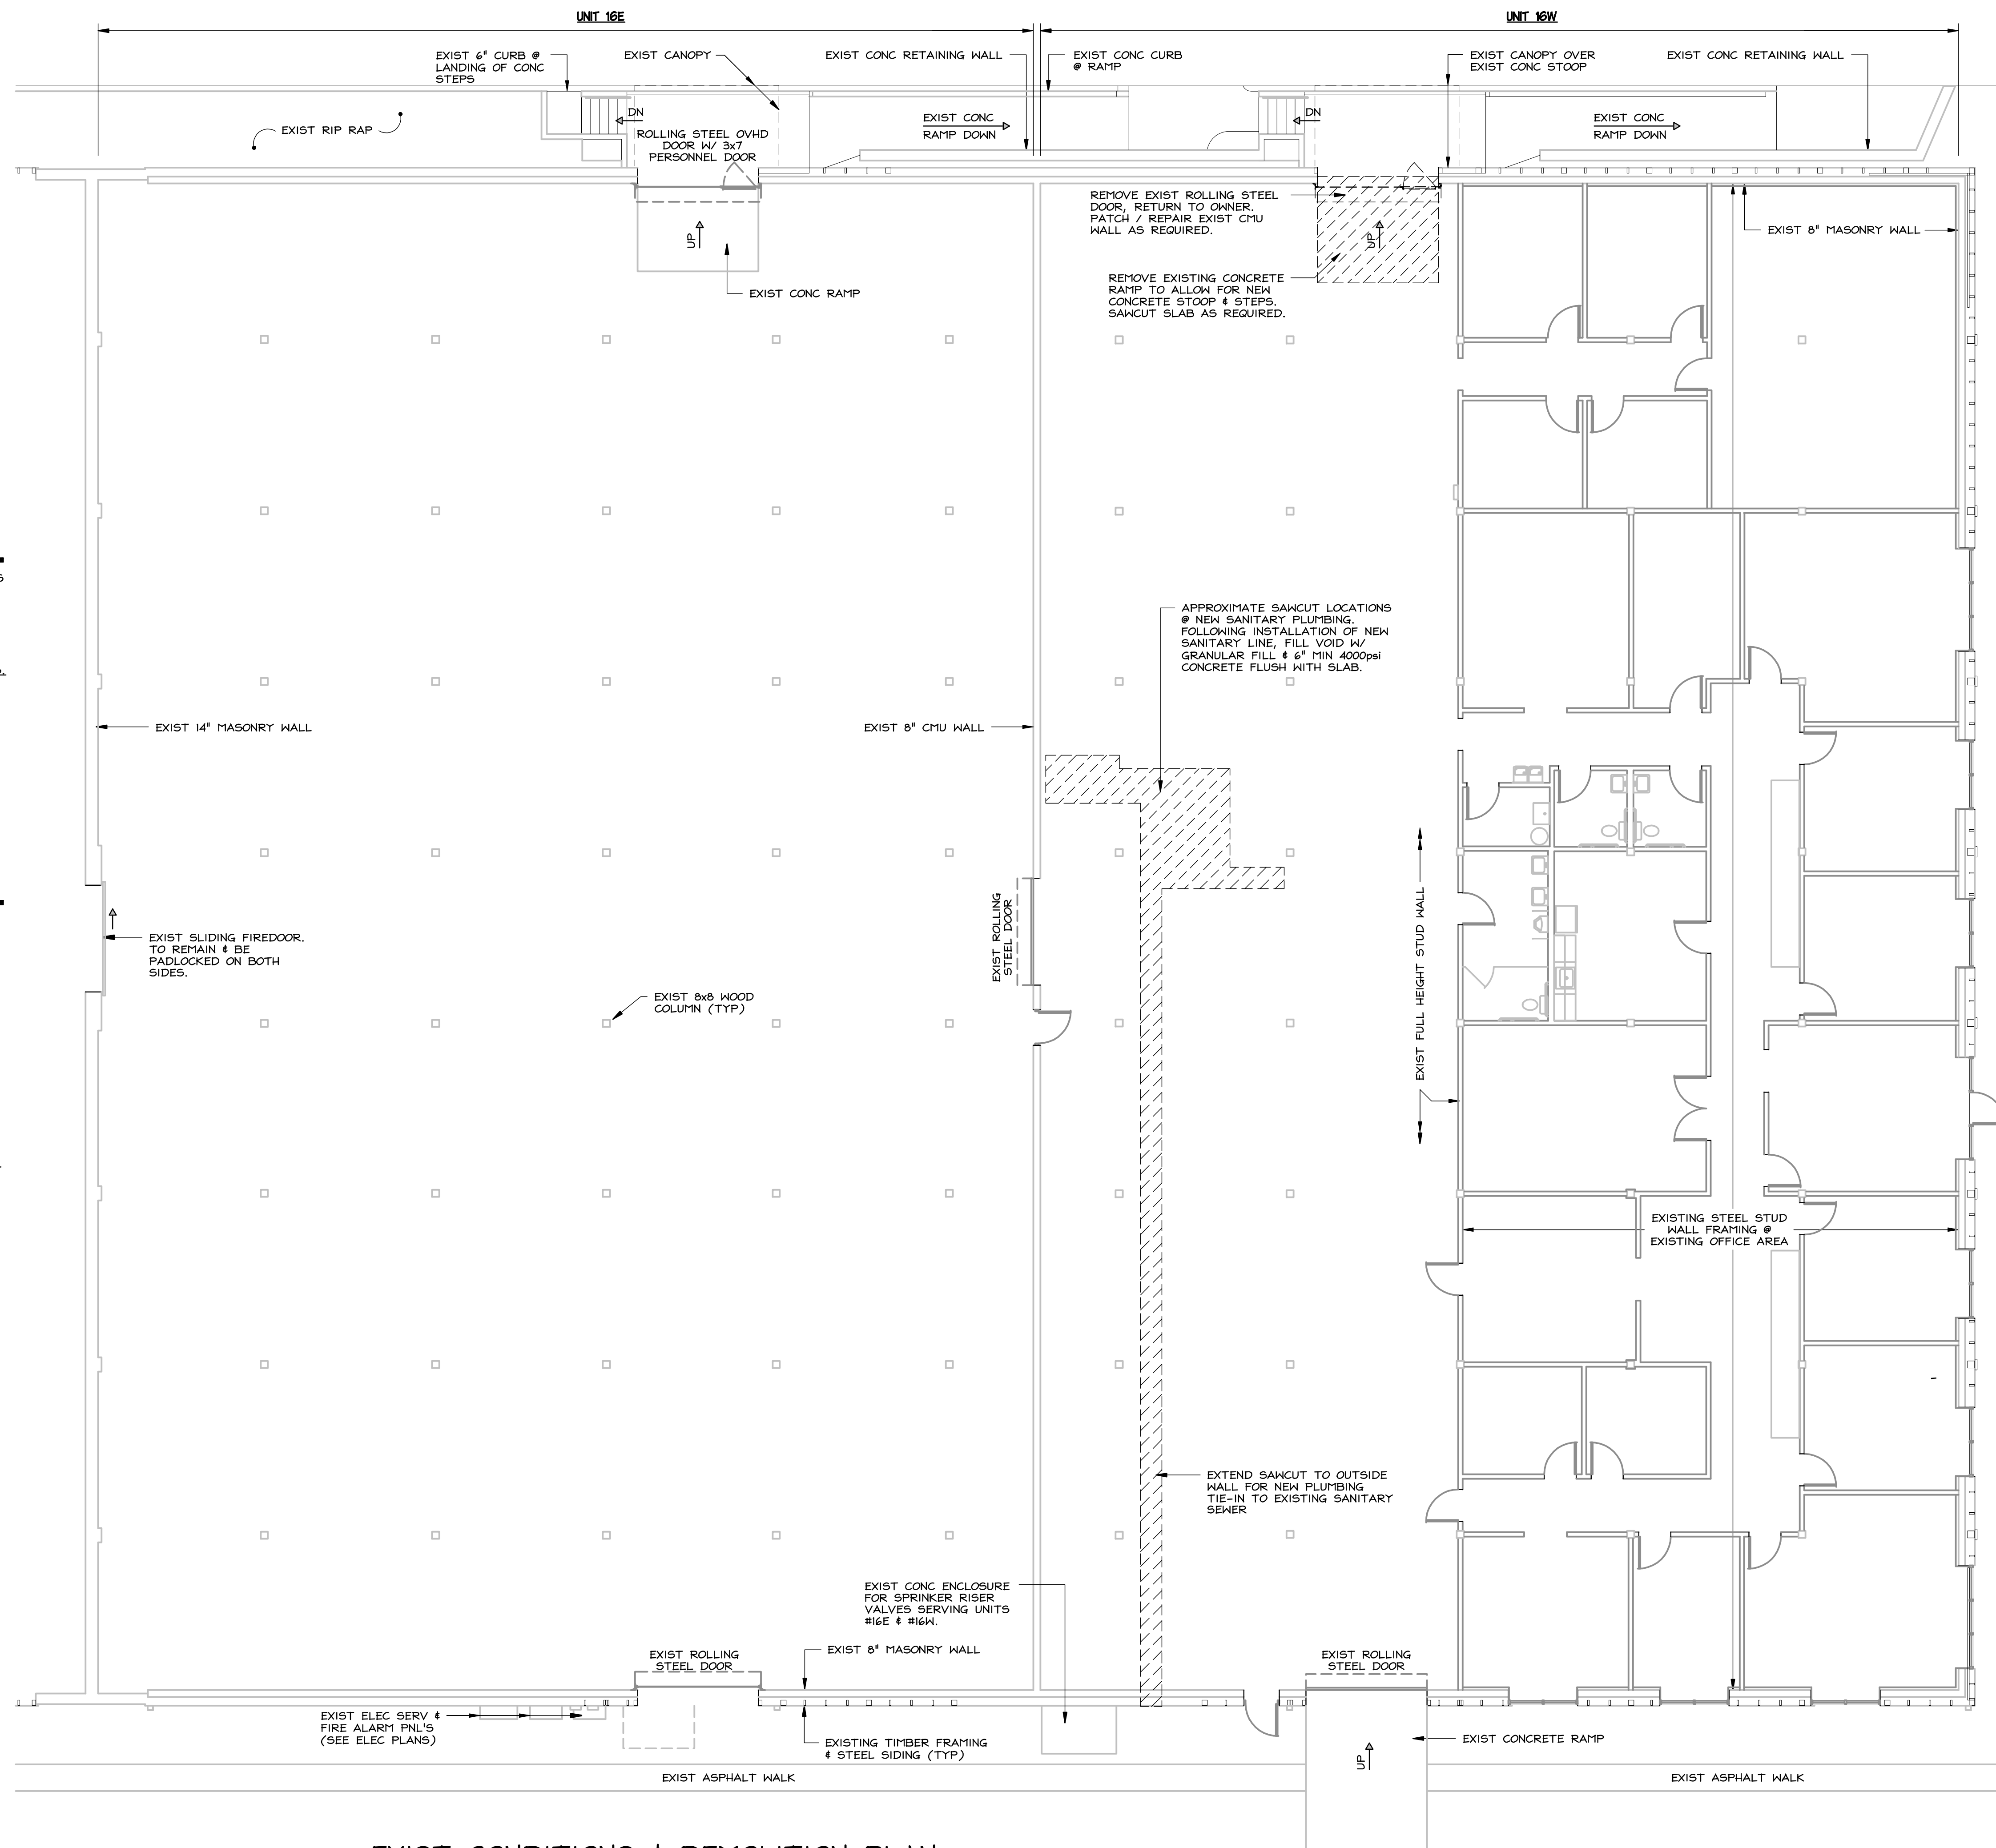 UNIT 16E
UNIT 16W
EXIST 6" CURB @
LANDING OF CONC
STEPS
EXIST CANOPY
EXIST CONC RETAINING WALL
EXIST CONC CURB
@ RAMP
EXIST CANOPY OVER
EXIST CONC STOOP
EXIST CONC RETAINING WALL
EXIST RIP RAP
DN
ROLLING STEEL OVHD
DOOR W/ 3x7
PERSONNEL DOOR
EXIST CONC
RAMP DOWN
DN
EXIST CONC
RAMP DOWN
REMOVE EXIST ROLLING STEEL
DOOR, RETURN TO OWNER.
PATCH / REPAIR EXIST CMU
WALL AS REQUIRED.
UP
UP
EXIST 8" MASONRY WALL
EXIST CONC RAMP
REMOVE EXISTING CONCRETE
RAMP TO ALLOW FOR NEW
CONCRETE STOOP & STEPS.
SAWCUT SLAB AS REQUIRED.
APPROXIMATE SAWCUT LOCATIONS
@ NEW SANITARY PLUMBING.
FOLLOWING INSTALLATION OF NEW
SANITARY LINE, FILL VOID W/
GRANULAR FILL & 6" MIN 4000psi
CONCRETE FLUSH WITH SLAB.
EXIST 14" MASONRY WALL
EXIST 8" CMU WALL
EXIST SLIDING FIREDOOR.
TO REMAIN & BE
PADLOCKED ON BOTH
SIDES.
EXIST ROLLING
STEEL DOOR
EXIST FULL HEIGHT STUD WALL
EXIST 8x8 WOOD
COLUMN (TYP)
EXISTING STEEL STUD
WALL FRAMING @
EXISTING OFFICE AREA
EXTEND SAWCUT TO OUTSIDE
WALL FOR NEW PLUMBING
TIE-IN TO EXISTING SANITARY
SEWER
EXIST CONC ENCLOSURE
FOR SPRINKER RISER
VALVES SERVING UNITS
#16E & #16W.
EXIST ROLLING
STEEL DOOR
EXIST 8" MASONRY WALL
EXIST ROLLING
STEEL DOOR
EXIST ELEC SERV &
FIRE ALARM PNL'S
(SEE ELEC PLANS)
EXISTING TIMBER FRAMING
& STEEL SIDING (TYP)
UP
EXIST CONCRETE RAMP
EXIST ASPHALT WALK
EXIST ASPHALT WALK
EXIST CONDITIONS & DEMOLITION PLAN